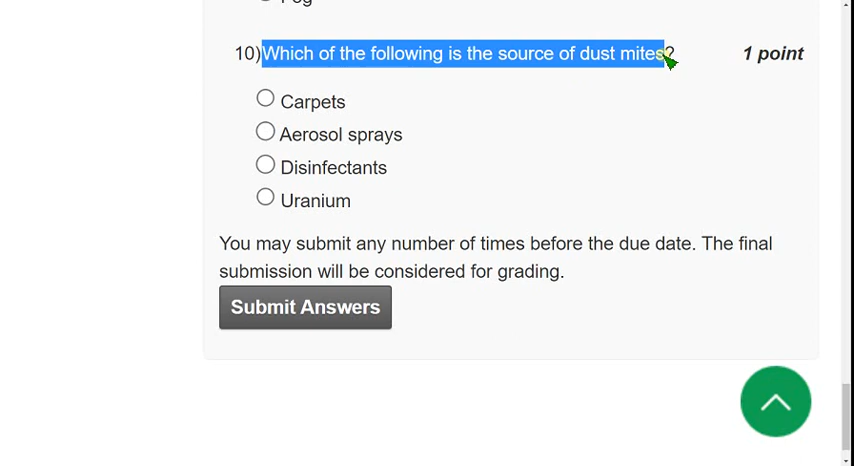 10)Which of the following is the source of dust mites? 1 point
Carpets
Aerosol sprays
Disinfectants
Uranium
You may submit any number of times before the due date. The final
submission will be considered for grading.
Submit Answers